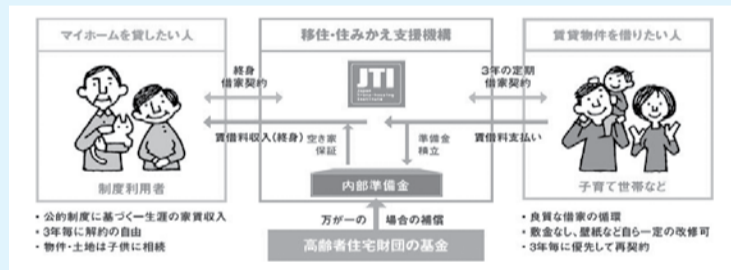 マイホームを貸したい人
移住・住みかえ支援機構
賃貸物件を借りたい人
終身
借家契約
JTI
3年の定期
借家契約
賃借料収入(終身)
空き家
保証
準備金
積立
賃借料支払い
制度利用者
内部準備金
子育て世帯など
・公的制度に基づく一生涯の家賃収入
・3年毎に解約の自由
・物件・土地は子供に相続
万が一の 場合の補償
高齢者住宅財団の基金
・良質な借家の循環
・敷金なし、壁紙など自ら一定の改修可
・3年毎に優先して再契約